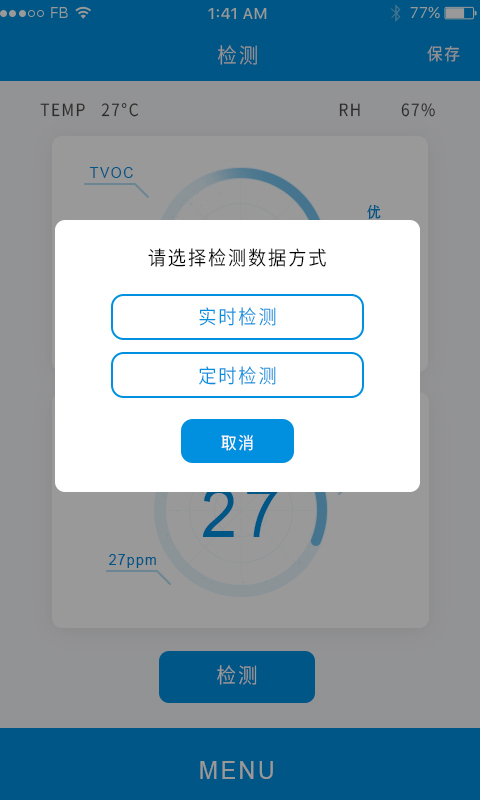 FB 1:41 AM 77%
检测 保存
TEMP 27°C RH 67%
TVOC
优
请选择检测数据方式
实时检测
定时检测
取消
27
27ppm
检测
MENU